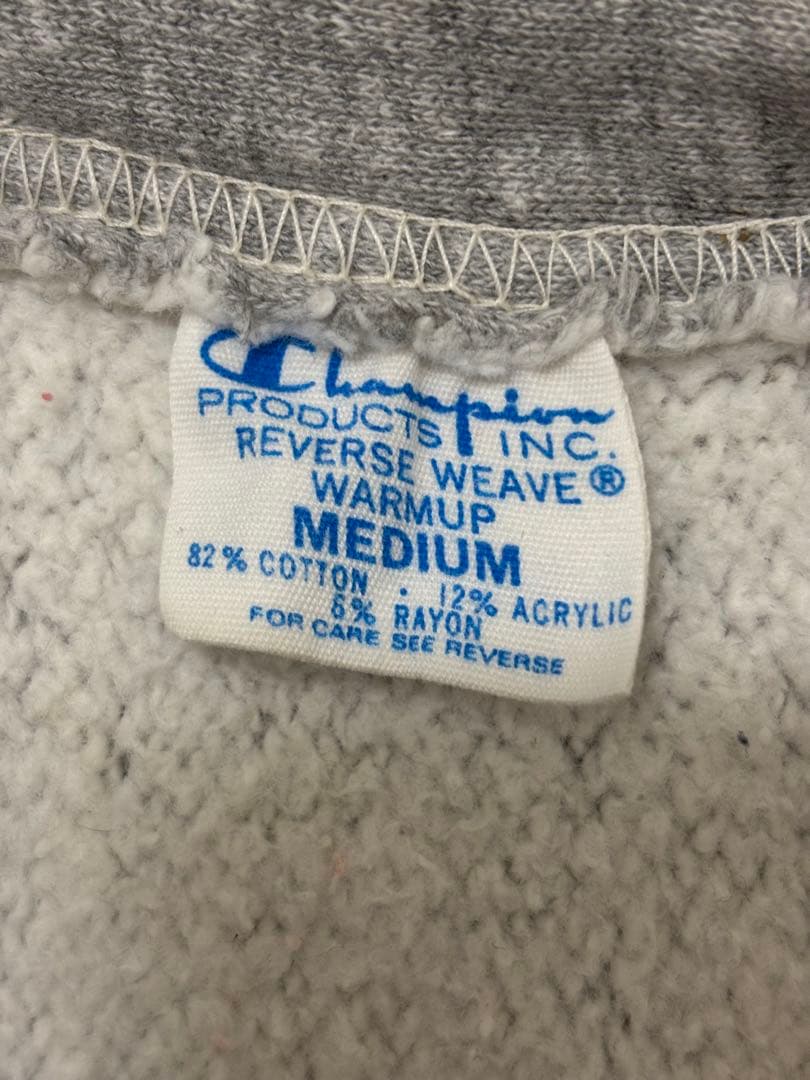 Champion
PRODUCTS INC.
REVERSE WEAVE®
WARMUP
MEDIUM
82% COTTON · 12% ACRYLIC
6% RAYON
FOR CARE SEE REVERSE